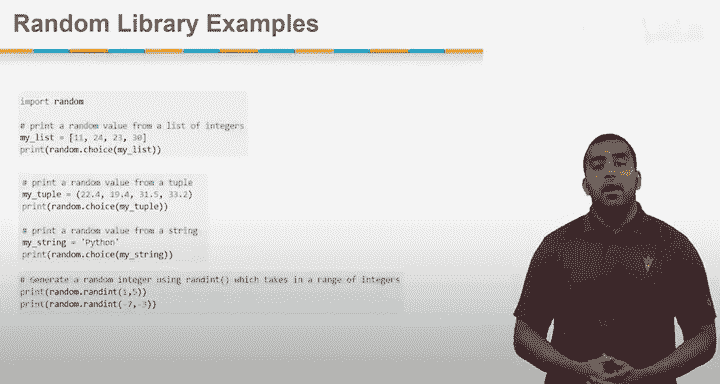 Random Library Examples
import random
# print a random value from a list of integers
my_list = [11, 24, 23, 30]
print(random.choice(my_list))
# print a random value from a tuple
my_tuple = (22.4, 19.4, 31.5, 33.2)
print(random.choice(my_tuple))
# print a random value from a string
my_string = 'Python'
print(random.choice(my_string))
# Generate a random integer using randint() which takes in a range of integers
print(random.randint(1,5))
print(random.randint(-7,-3))